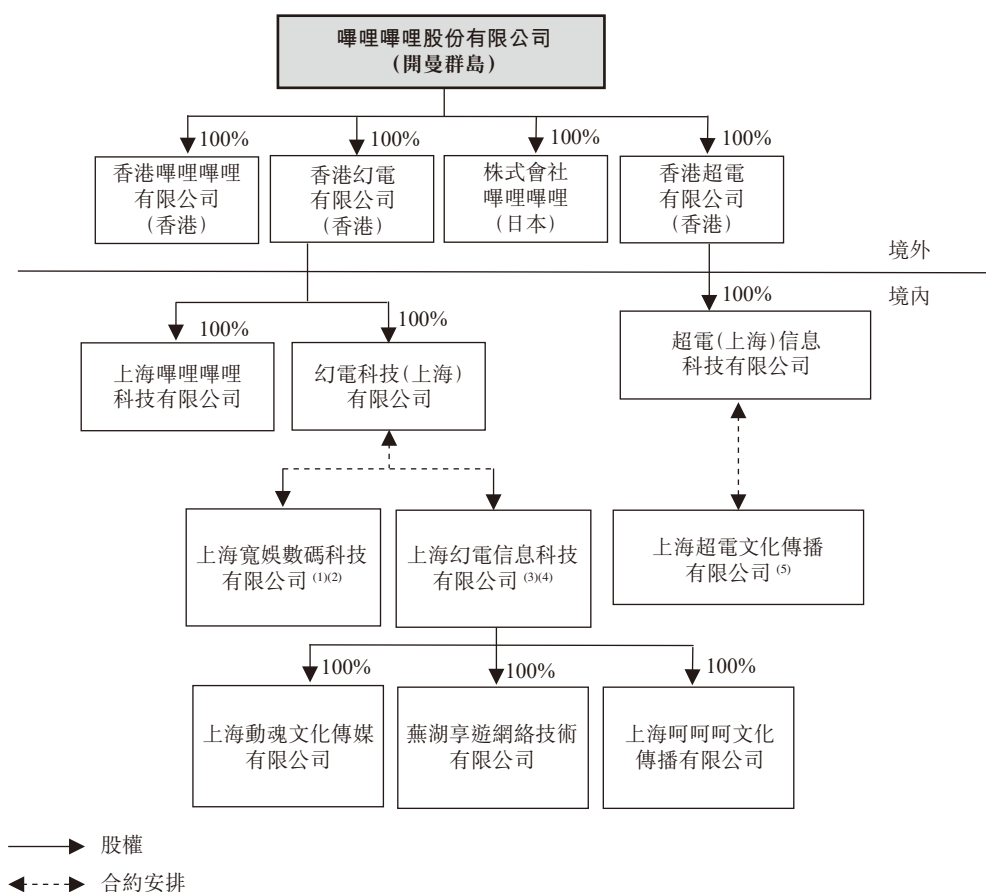 嗶哩嗶哩股份有限公司
(開曼群島)
100%
100%
100%
100%
香港嗶哩嗶哩
有限公司
(香港)
香港幻電
有限公司
(香港)
株式會社
嗶哩嗶哩
(日本)
香港超電
有限公司
(香港)
境外
境內
100%
100%
100%
上海嗶哩嗶哩
科技有限公司
幻電科技(上海)
有限公司
超電(上海)信息
科技有限公司
上海寬娛數碼科技
有限公司 (1)(2)
上海幻電信息科技
有限公司 (3)(4)
上海超電文化傳播
有限公司 (5)
100%
100%
100%
上海動魂文化傳媒
有限公司
蕪湖享遊網絡技術
有限公司
上海呵呵呵文化
傳播有限公司
股權
合約安排